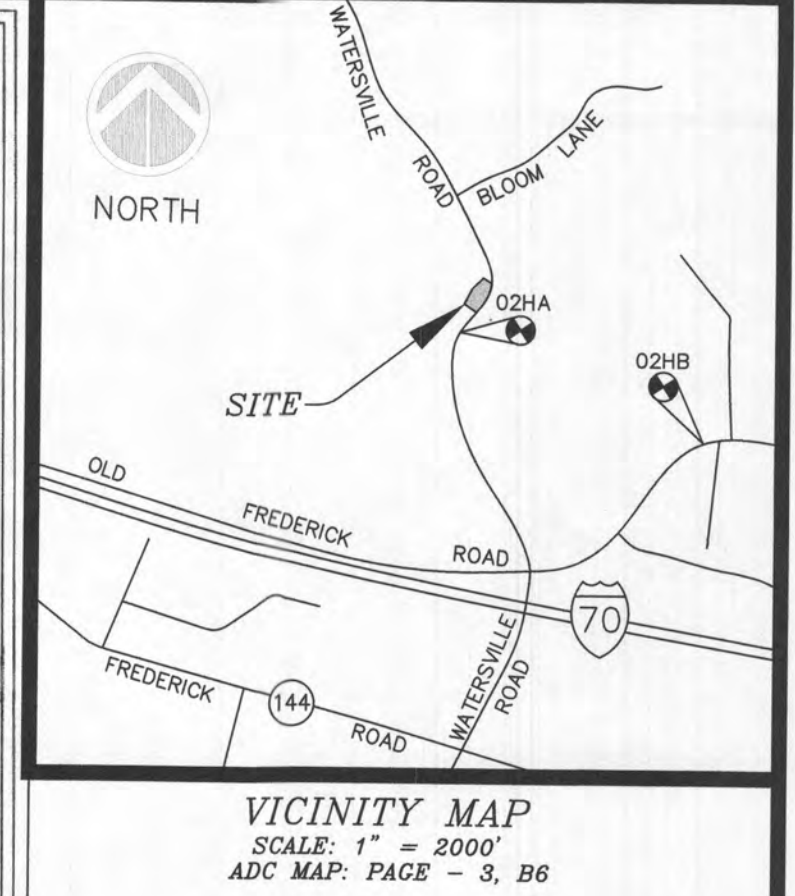 WATERSVILLE ROAD
BLOOM LANE
NORTH
02HA
02HB
SITE
OLD FREDERICK ROAD
70
WATERSVILLE ROAD
FREDERICK ROAD
144
VICINITY MAP
SCALE: 1" = 2000'
ADC MAP: PAGE - 3, B6